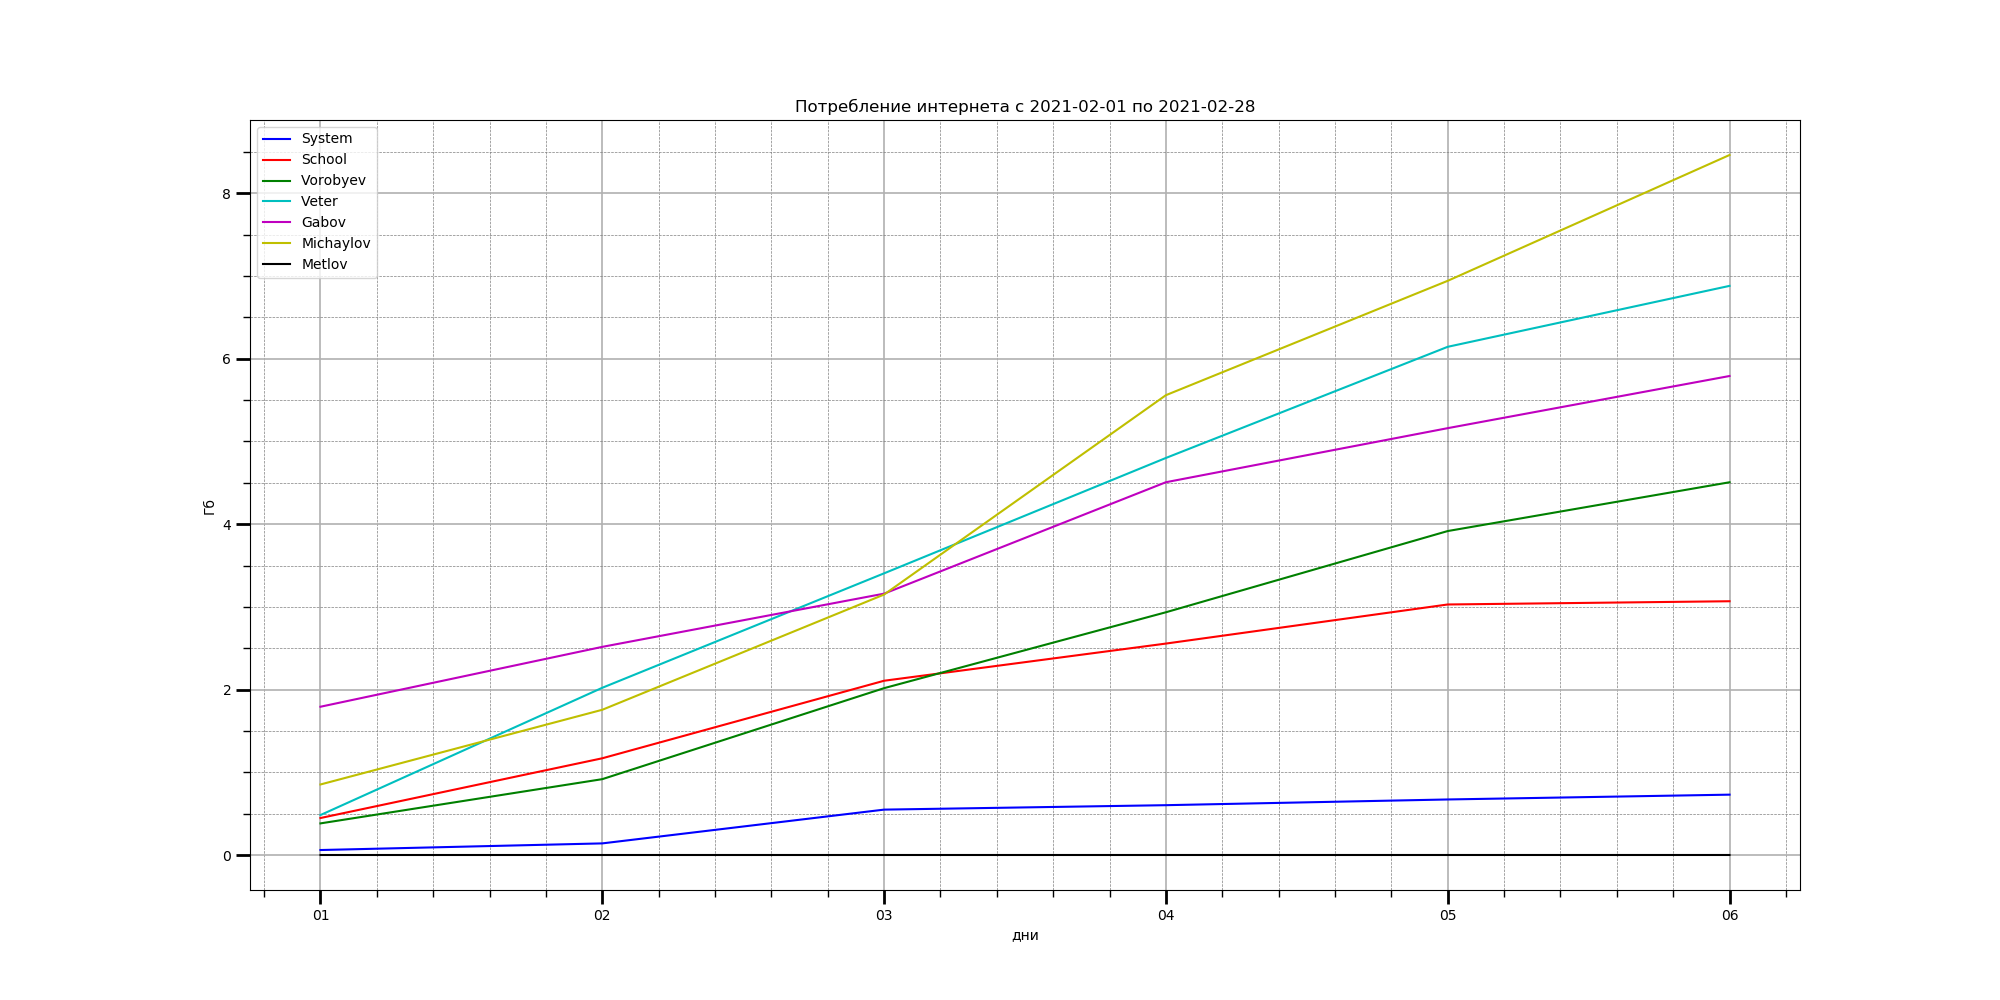 Потребление интернета с 2021-02-01 по 2021-02-28
System
School
Vorobyev
Veter
Gabov
Michaylov
Metlov
Гб
8
6
4
2
0
01 02 03 04 05 06
дни